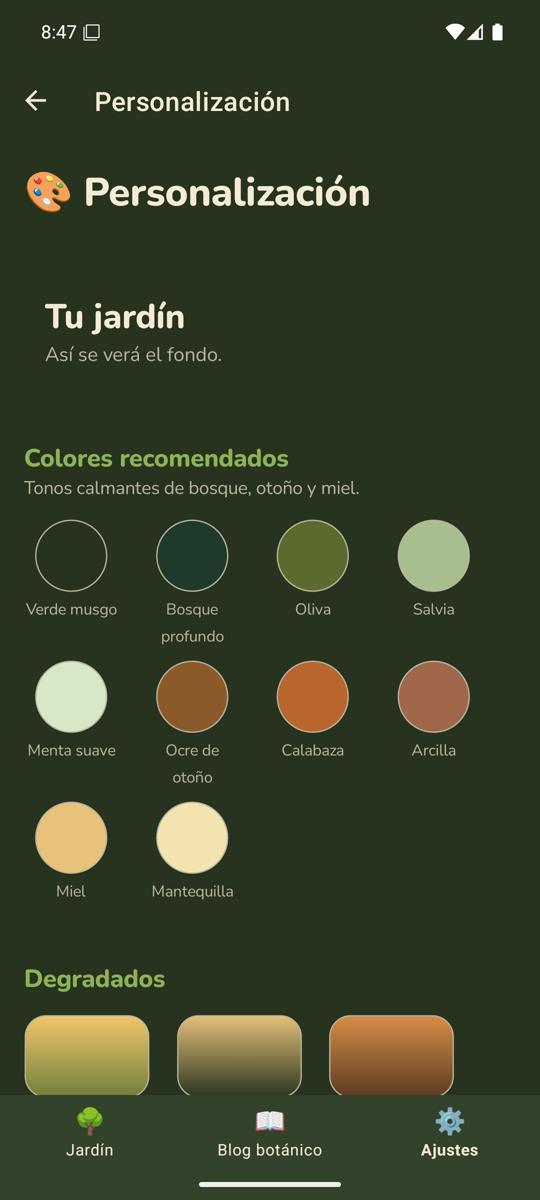 8:47
Personalización
Personalización
Tu jardín
Así se verá el fondo.
Colores recomendados
Tonos calmantes de bosque, otoño y miel.
Verde musgo
Bosque
profundo
Oliva
Salvia
Menta suave
Ocre de
otoño
Calabaza
Arcilla
Miel
Mantequilla
Degradados
Jardín
Blog botánico
Ajustes